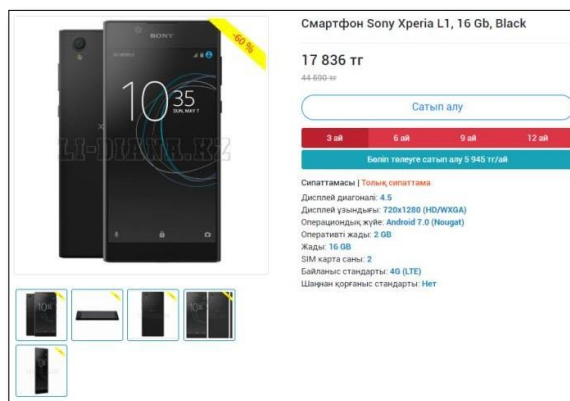 Смартфон Sony Xperia L1, 16 Gb, Black
-60 %
SONY
10 35
SUN, MAY 7
LI-DIANA.KZ
17 836 тг
44 590 тг
Сатып алу
3 ай 6 ай 9 ай 12 ай
Бөліп төлеуге сатып алу 5 945 тг/ай
Сипаттамасы | Толық сипаттама
Дисплей диагоналі: 4.5
Дисплей ұзындығы: 720x1280 (HD/WXGA)
Операциондық жүйе: Android 7.0 (Nougat)
Оперативті жады: 2 GB
Жады: 16 GB
SIM карта саны: 2
Байланыс стандарты: 4G (LTE)
Шаңнан қорғаныс стандарты: Нет